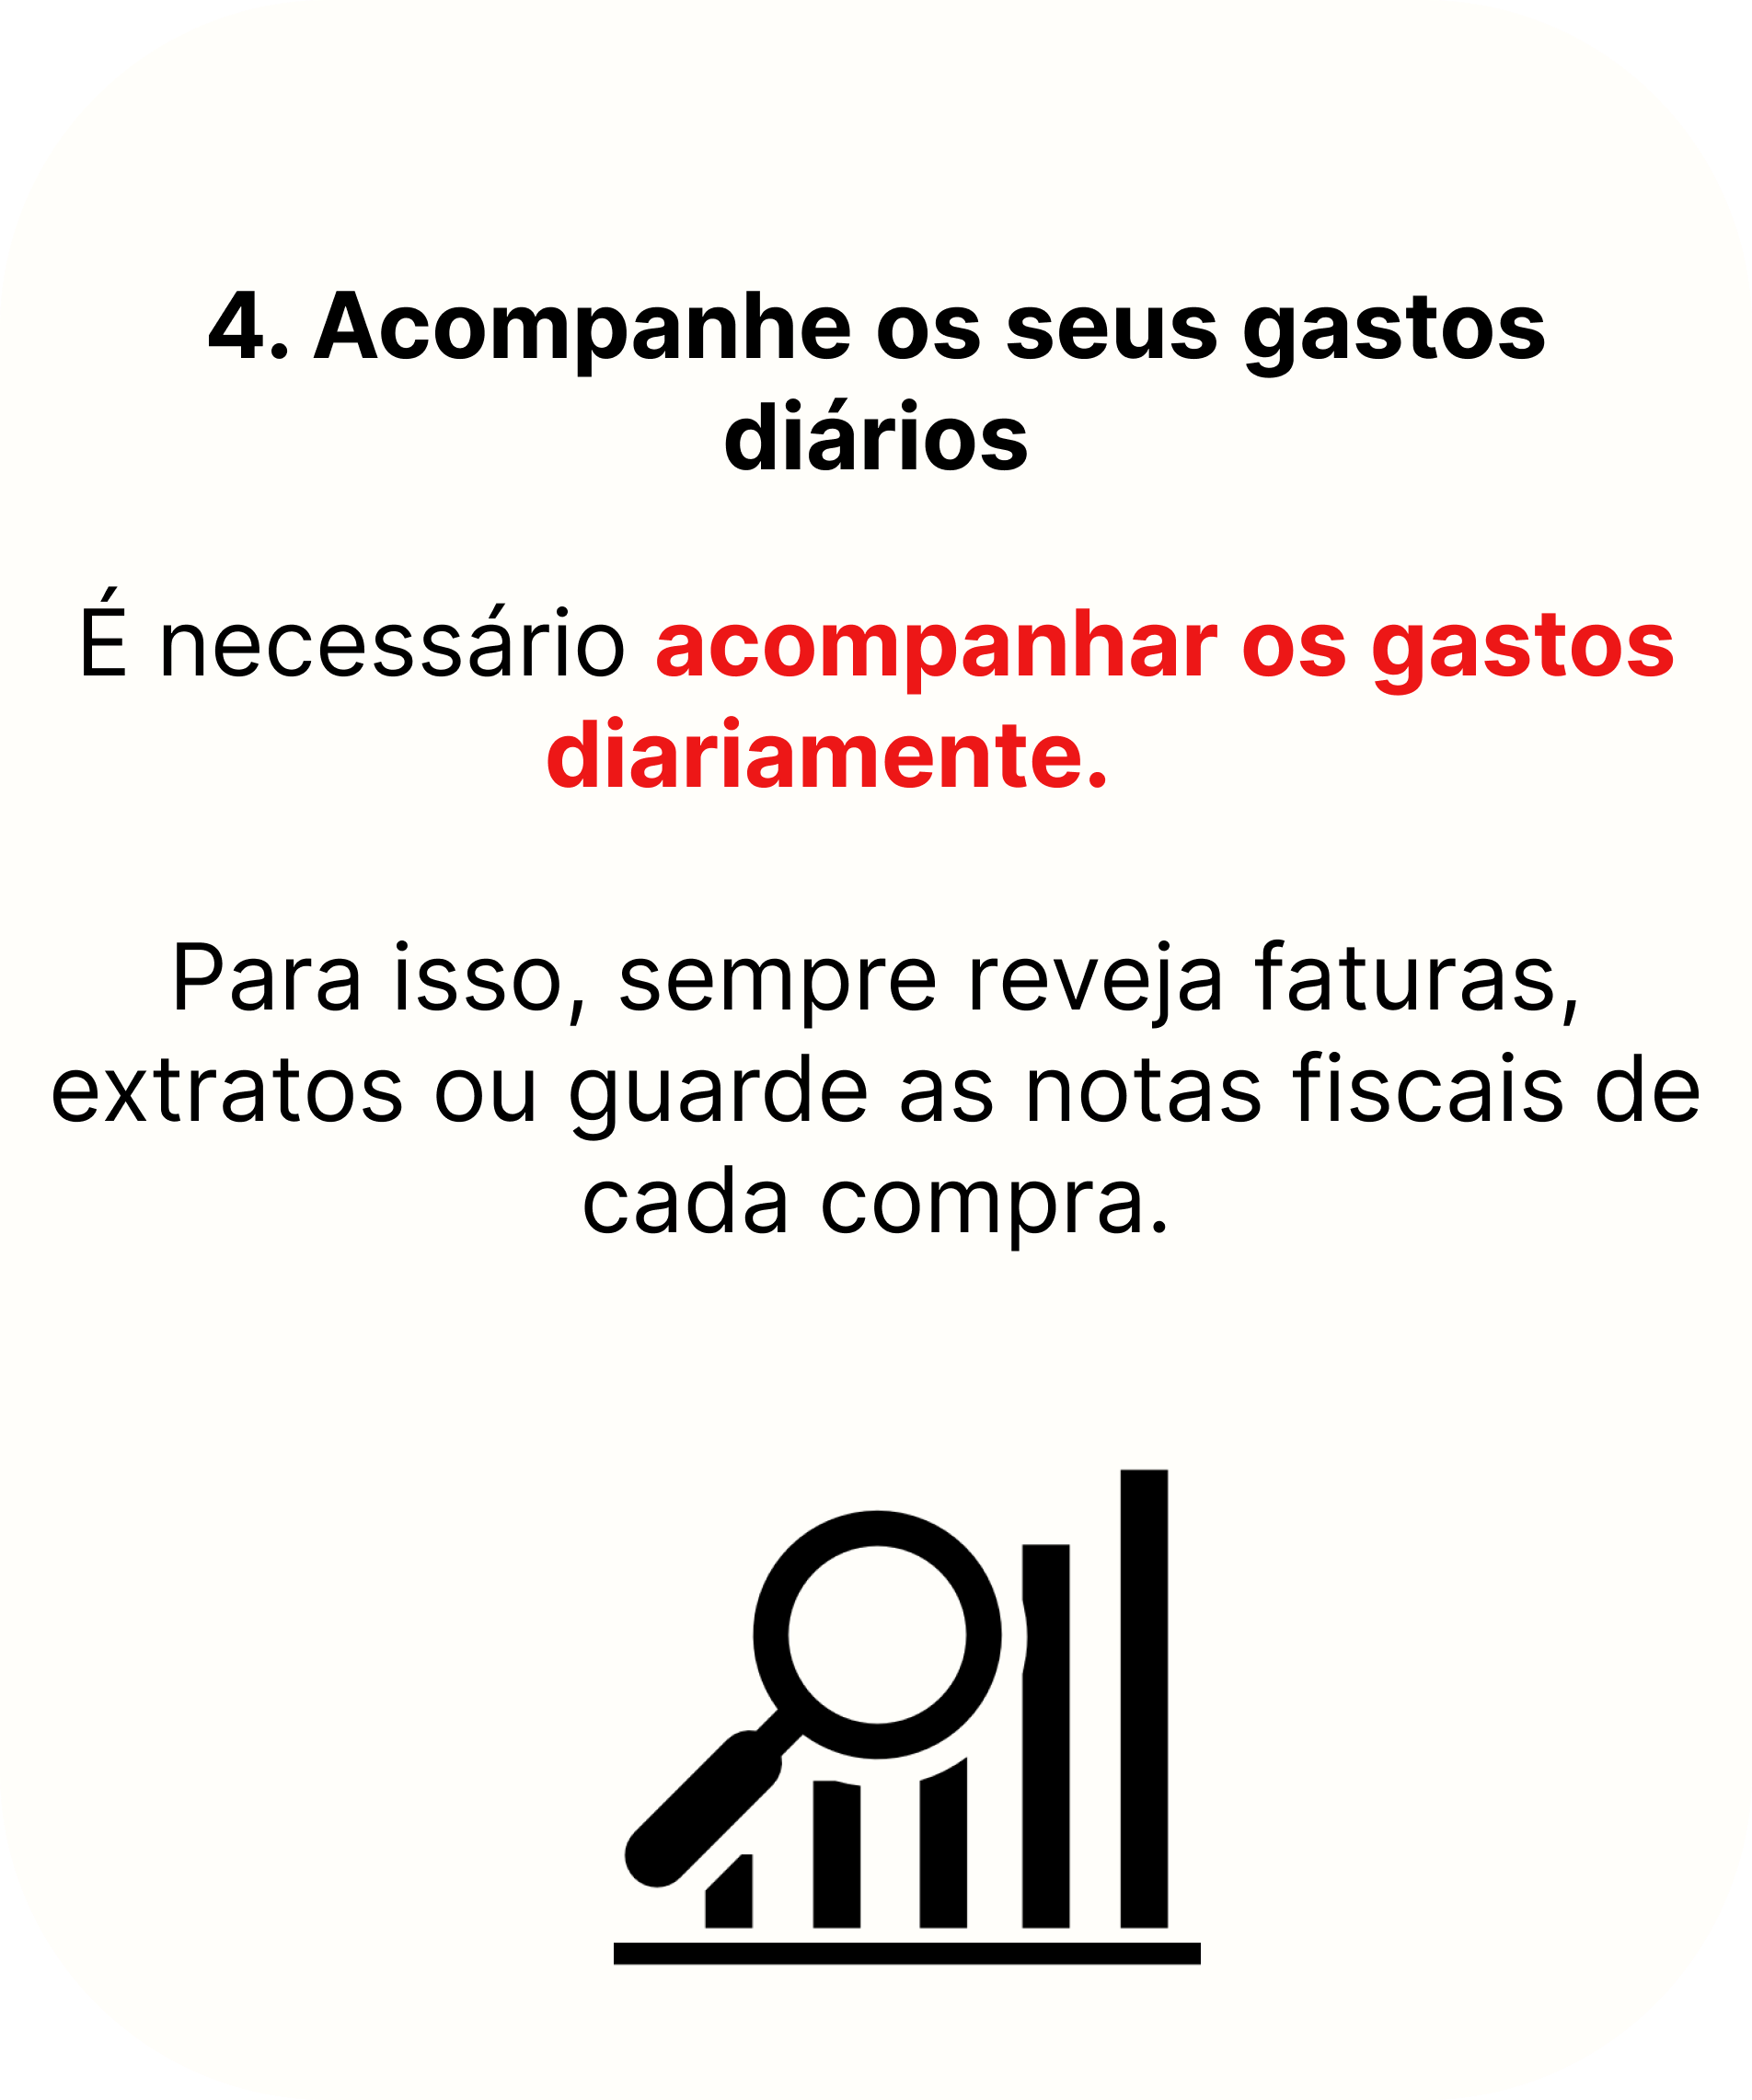 4. Acompanhe os seus gastos
diários
É necessário acompanhar os gastos
diariamente.
Para isso, sempre reveja faturas,
extratos ou guarde as notas fiscais de
cada compra.